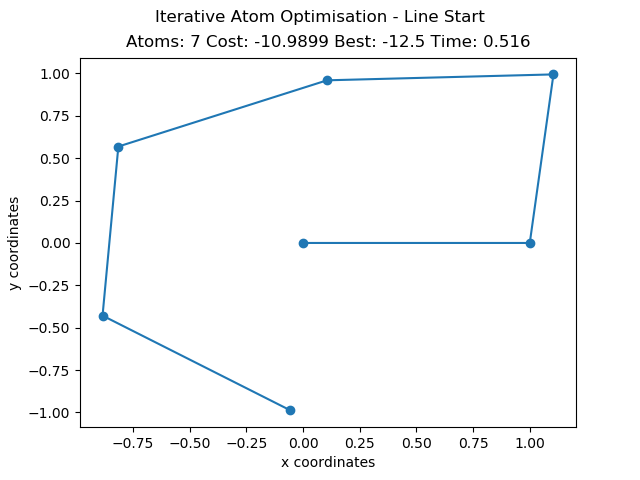 Iterative Atom Optimisation - Line Start
Atoms: 7 Cost: -10.9899 Best: -12.5 Time: 0.516
1.00
0.75
0.50
0.25
0.00
−0.25
−0.50
−0.75
−1.00
y coordinates
−0.75 −0.50 −0.25 0.00 0.25 0.50 0.75 1.00
x coordinates